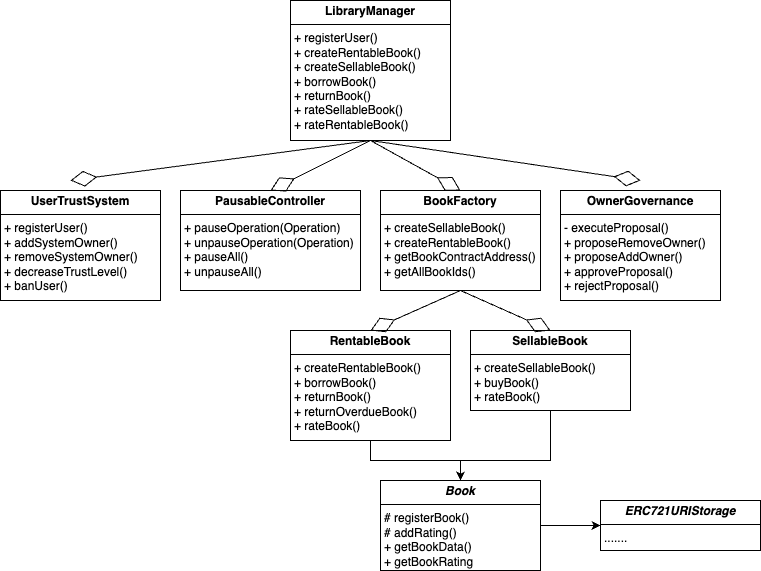 LibraryManager
+ registerUser()
+ createRentableBook()
+ createSellableBook()
+ borrowBook()
+ returnBook()
+ rateSellableBook()
+ rateRentableBook()
UserTrustSystem
+ registerUser()
+ addSystemOwner()
+ removeSystemOwner()
+ decreaseTrustLevel()
+ banUser()
PausableController
+ pauseOperation(Operation)
+ unpauseOperation(Operation)
+ pauseAll()
+ unpauseAll()
BookFactory
+ createSellableBook()
+ createRentableBook()
+ getBookContractAddress()
+ getAllBookIds()
OwnerGovernance
- executeProposal()
+ proposeRemoveOwner()
+ proposeAddOwner()
+ approveProposal()
+ rejectProposal()
RentableBook
+ createRentableBook()
+ borrowBook()
+ returnBook()
+ returnOverdueBook()
+ rateBook()
SellableBook
+ createSellableBook()
+ buyBook()
+ rateBook()
Book
# registerBook()
# addRating()
+ getBookData()
+ getBookRating
ERC721URIStorage
.......